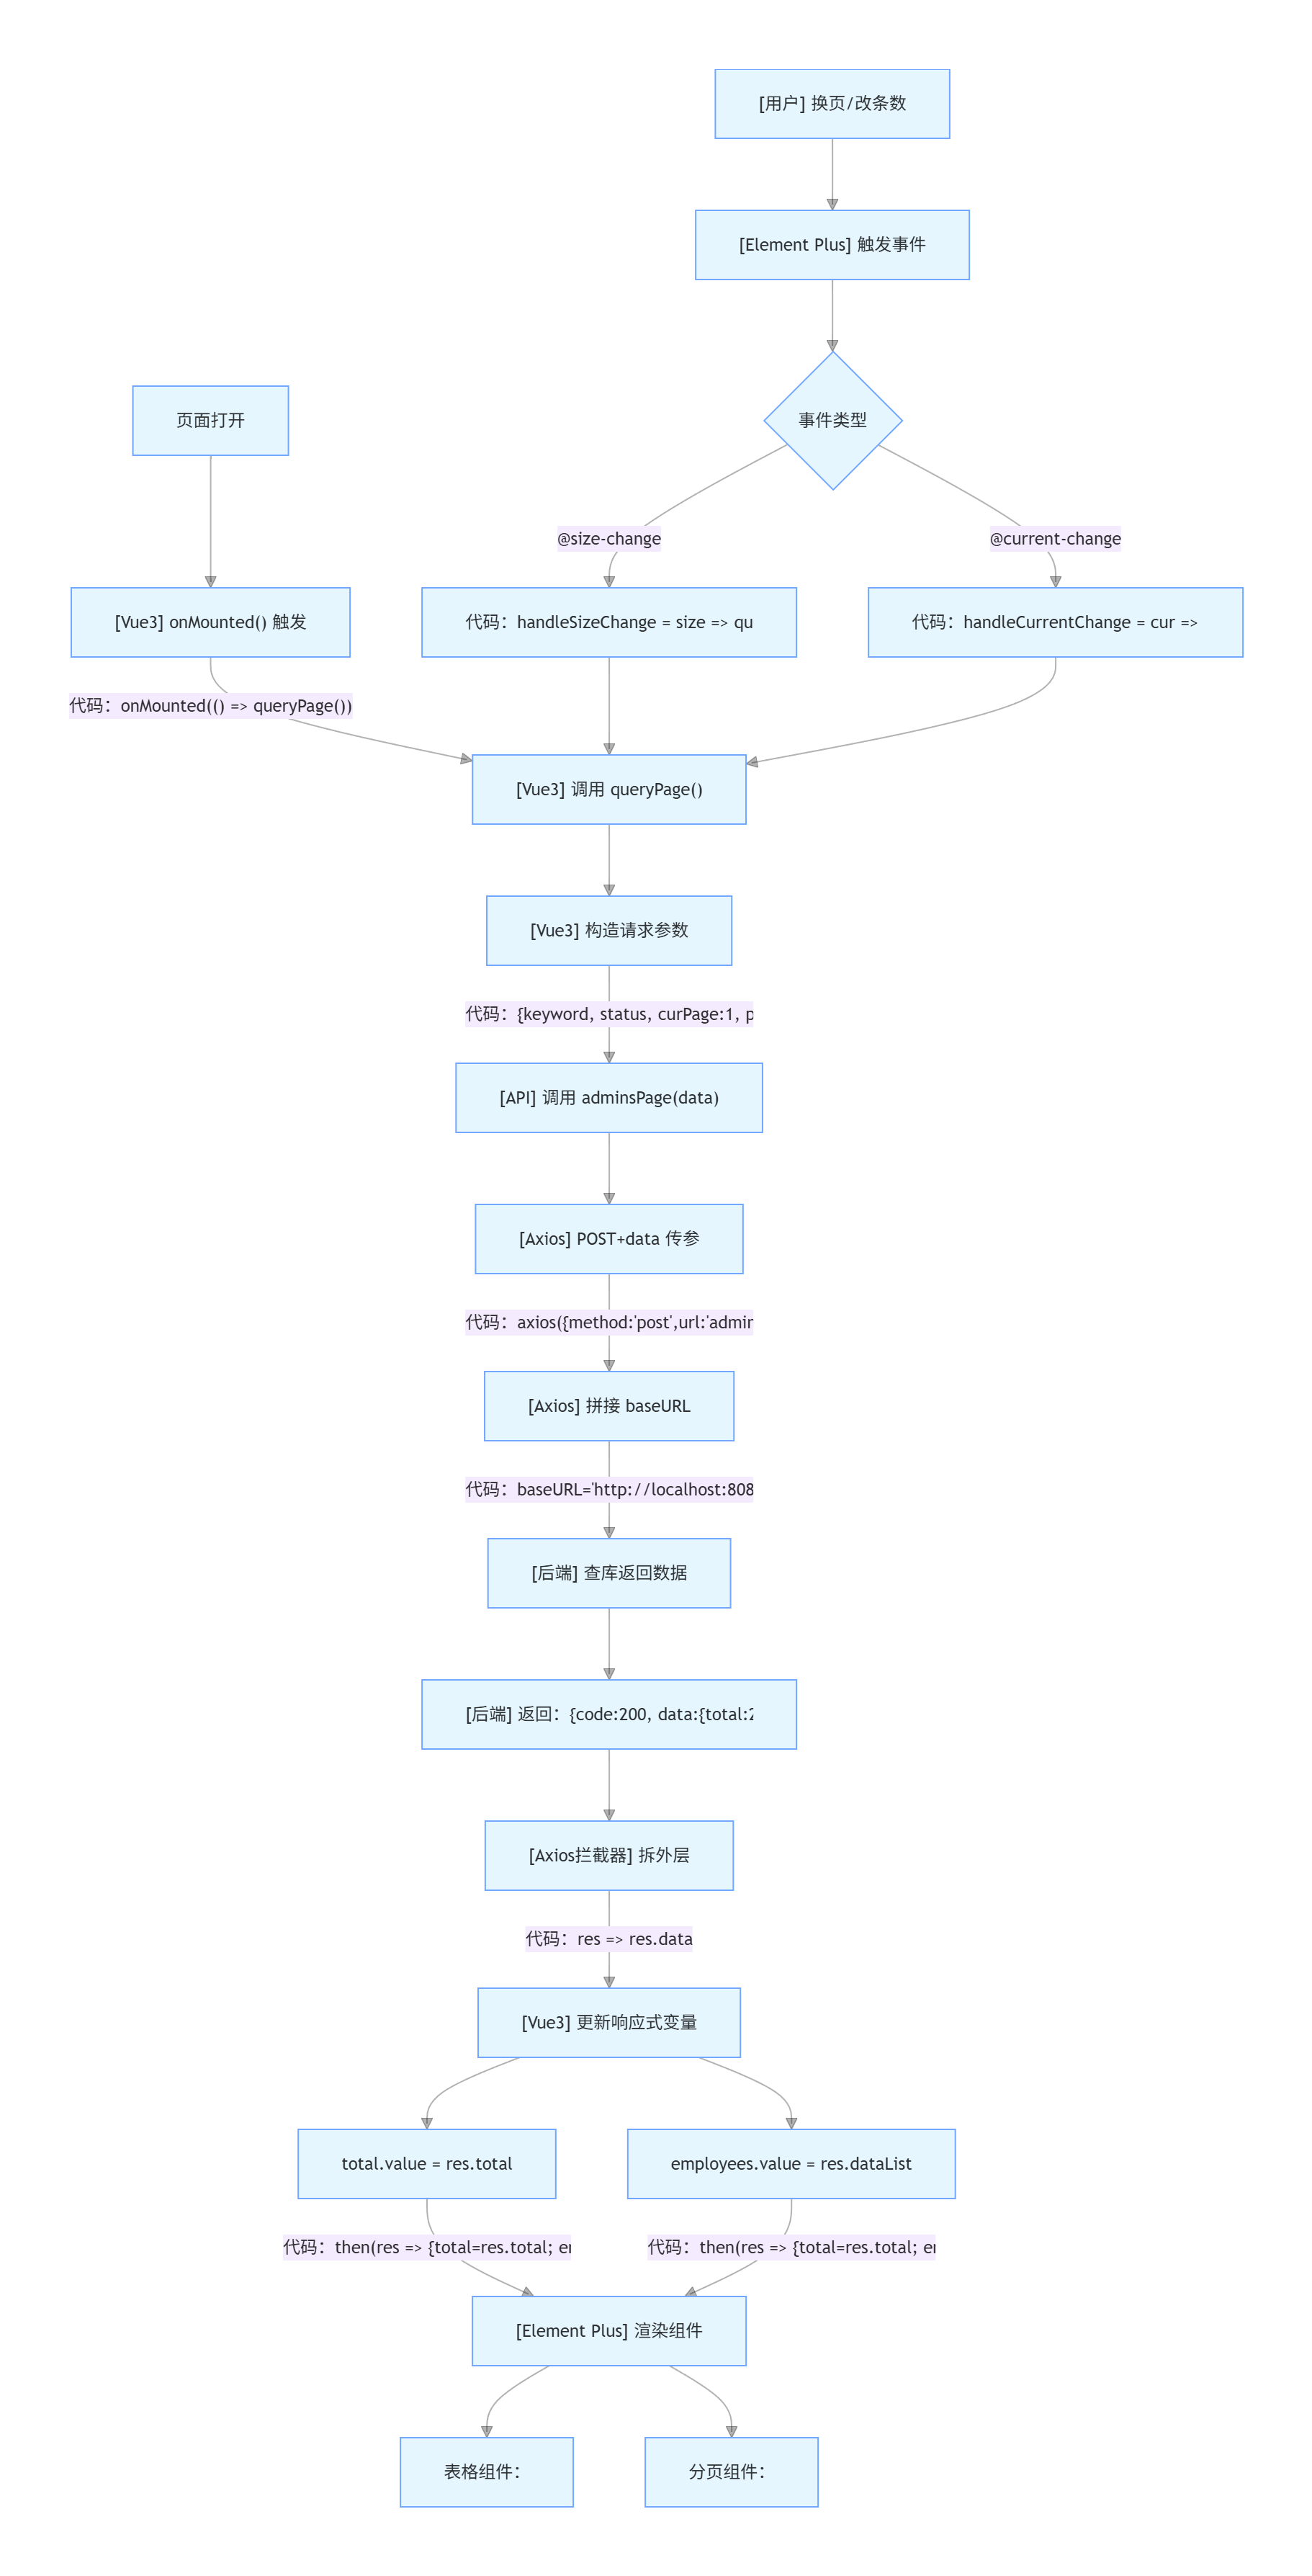 [用户] 换页/改条数
[Element Plus] 触发事件
页面打开
事件类型
@size-change
@current-change
[Vue3] onMounted() 触发
代码：handleSizeChange = size => qu
代码：handleCurrentChange = cur =>
代码：onMounted(() => queryPage())
[Vue3] 调用 queryPage()
[Vue3] 构造请求参数
代码：{keyword, status, curPage:1, p
[API] 调用 adminsPage(data)
[Axios] POST+data 传参
代码：axios({method:'post',url:'admin
[Axios] 拼接 baseURL
代码：baseURL='http://localhost:808
[后端] 查库返回数据
[后端] 返回：{code:200, data:{total:2
[Axios拦截器] 拆外层
代码：res => res.data
[Vue3] 更新响应式变量
total.value = res.total
employees.value = res.dataList
代码：then(res => {total=res.total; em
代码：then(res => {total=res.total; em
[Element Plus] 渲染组件
表格组件：
分页组件：